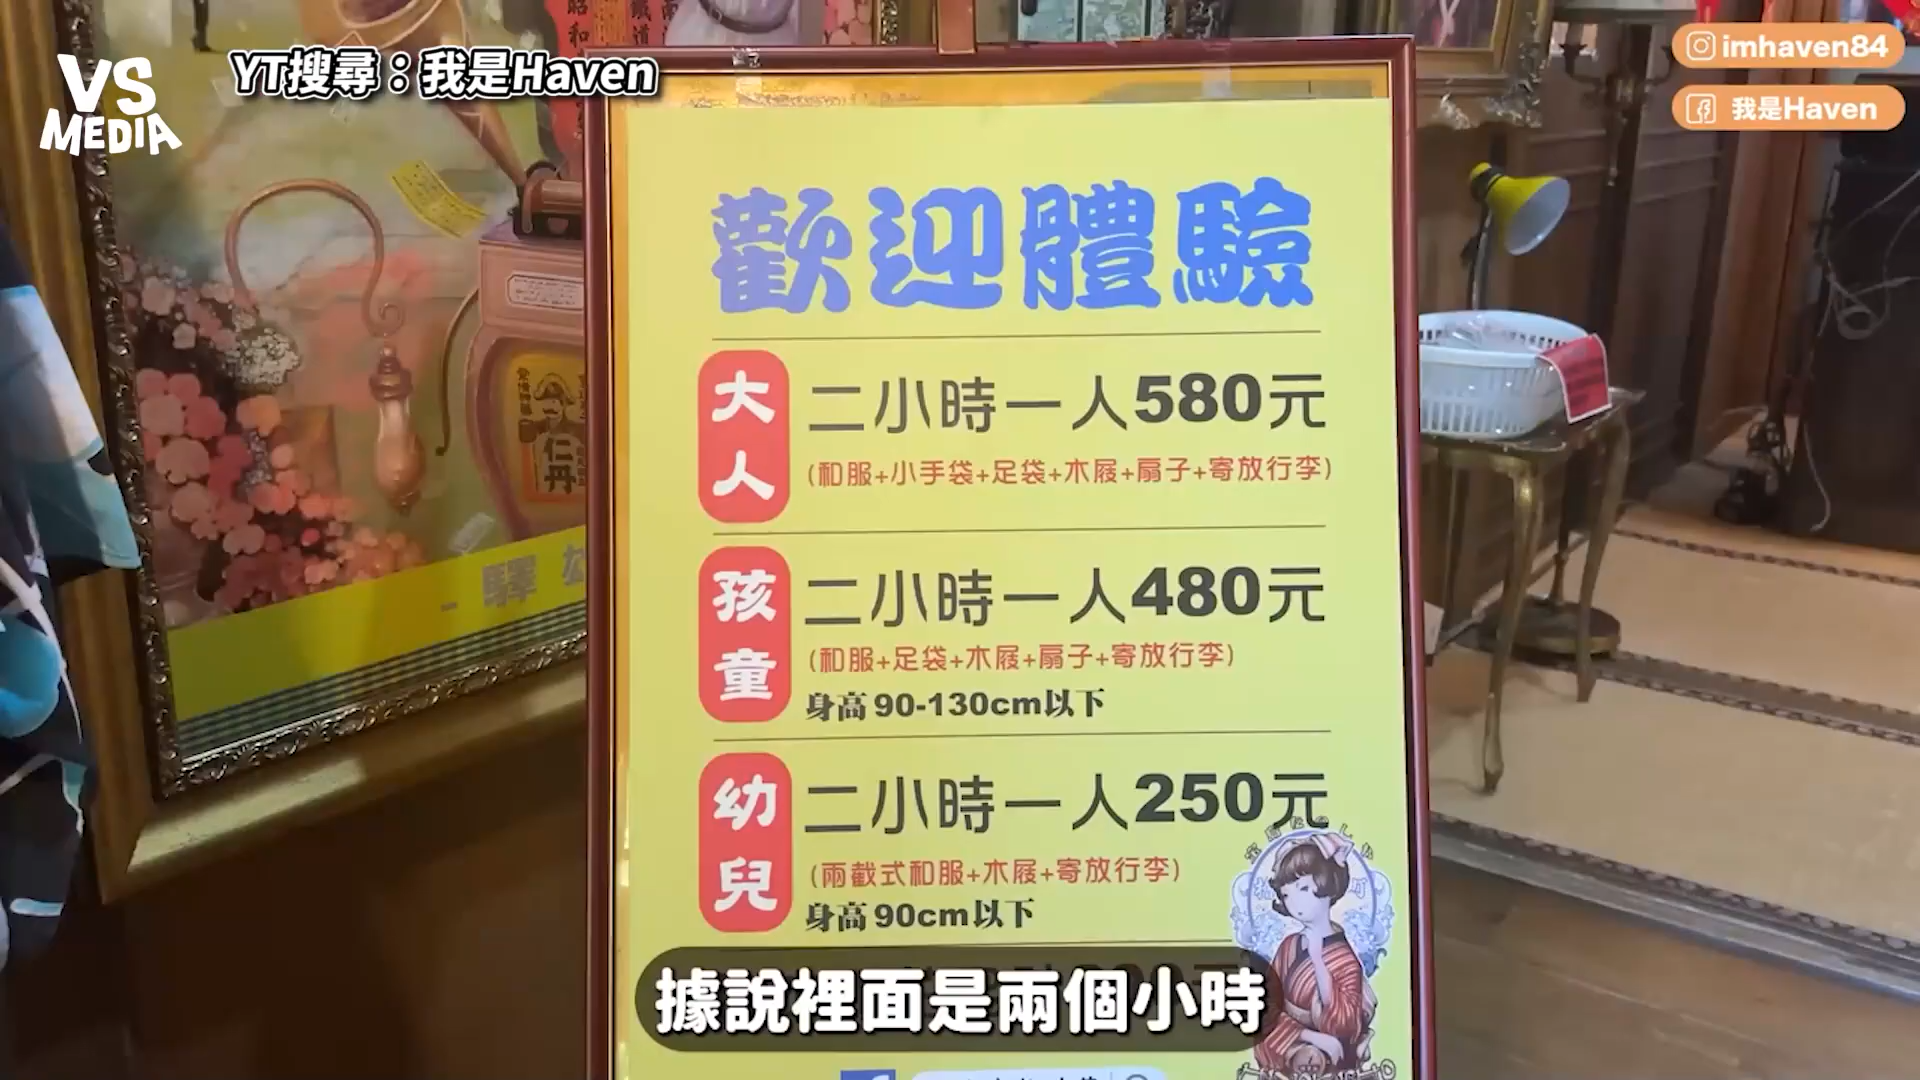 VS MEDIA
YT搜尋：我是Haven
imhaven84
我是Haven
歡迎體驗
大人
二小時一人580元
(和服+小手袋+足袋+木屐+扇子+寄放行李)
孩童
二小時一人480元
(和服+足袋+木屐+扇子+寄放行李)
身高90-130cm以下
幼兒
二小時一人250元
(兩截式和服+木屐+寄放行李)
身高90cm以下
仁丹
據說裡面是兩個小時